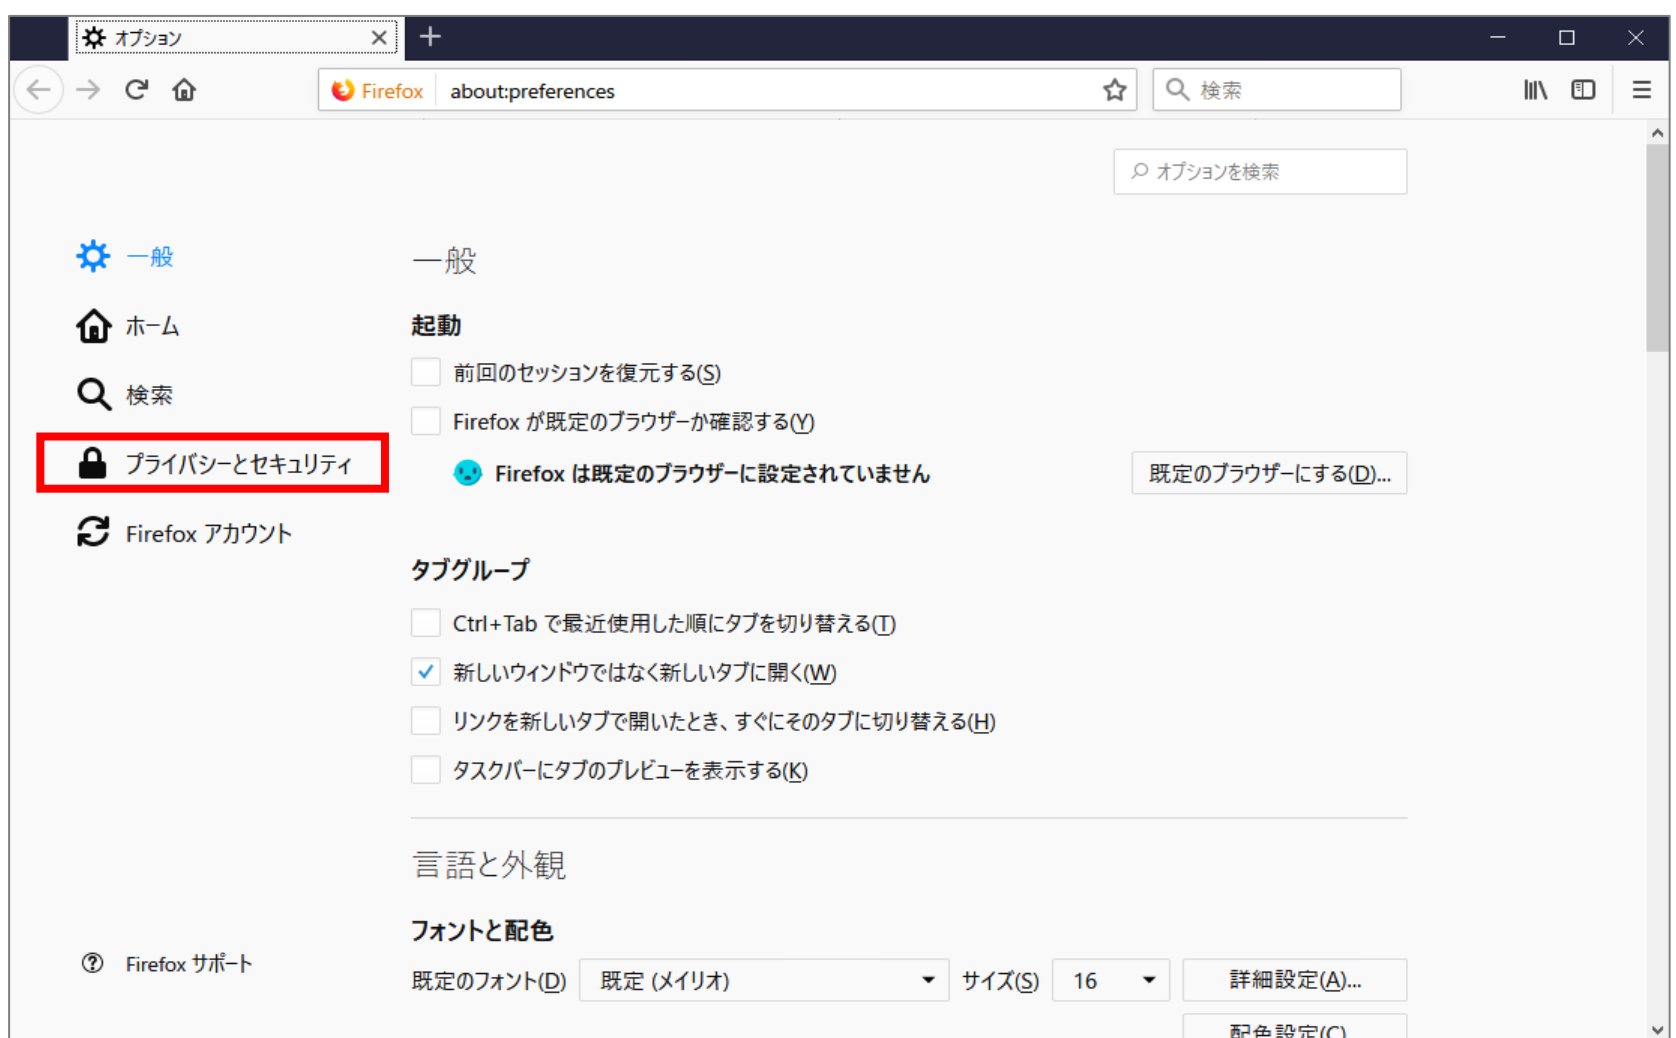 オプション
Firefox about:preferences 検索
オプションを検索
一般
ホーム
検索
プライバシーとセキュリティ
Firefox アカウント
Firefox サポート
一般
起動
前回のセッションを復元する(S)
Firefox が既定のブラウザーか確認する(Y)
Firefox は既定のブラウザーに設定されていません 既定のブラウザーにする(D)...
タブグループ
Ctrl+Tab で最近使用した順にタブを切り替える(T)
新しいウィンドウではなく新しいタブに開く(W)
リンクを新しいタブで開いたとき、すぐにそのタブに切り替える(H)
タスクバーにタブのプレビューを表示する(K)
言語と外観
フォントと配色
既定のフォント(D) 既定 (メイリオ) サイズ(S) 16 詳細設定(A)...
配色設定(C)